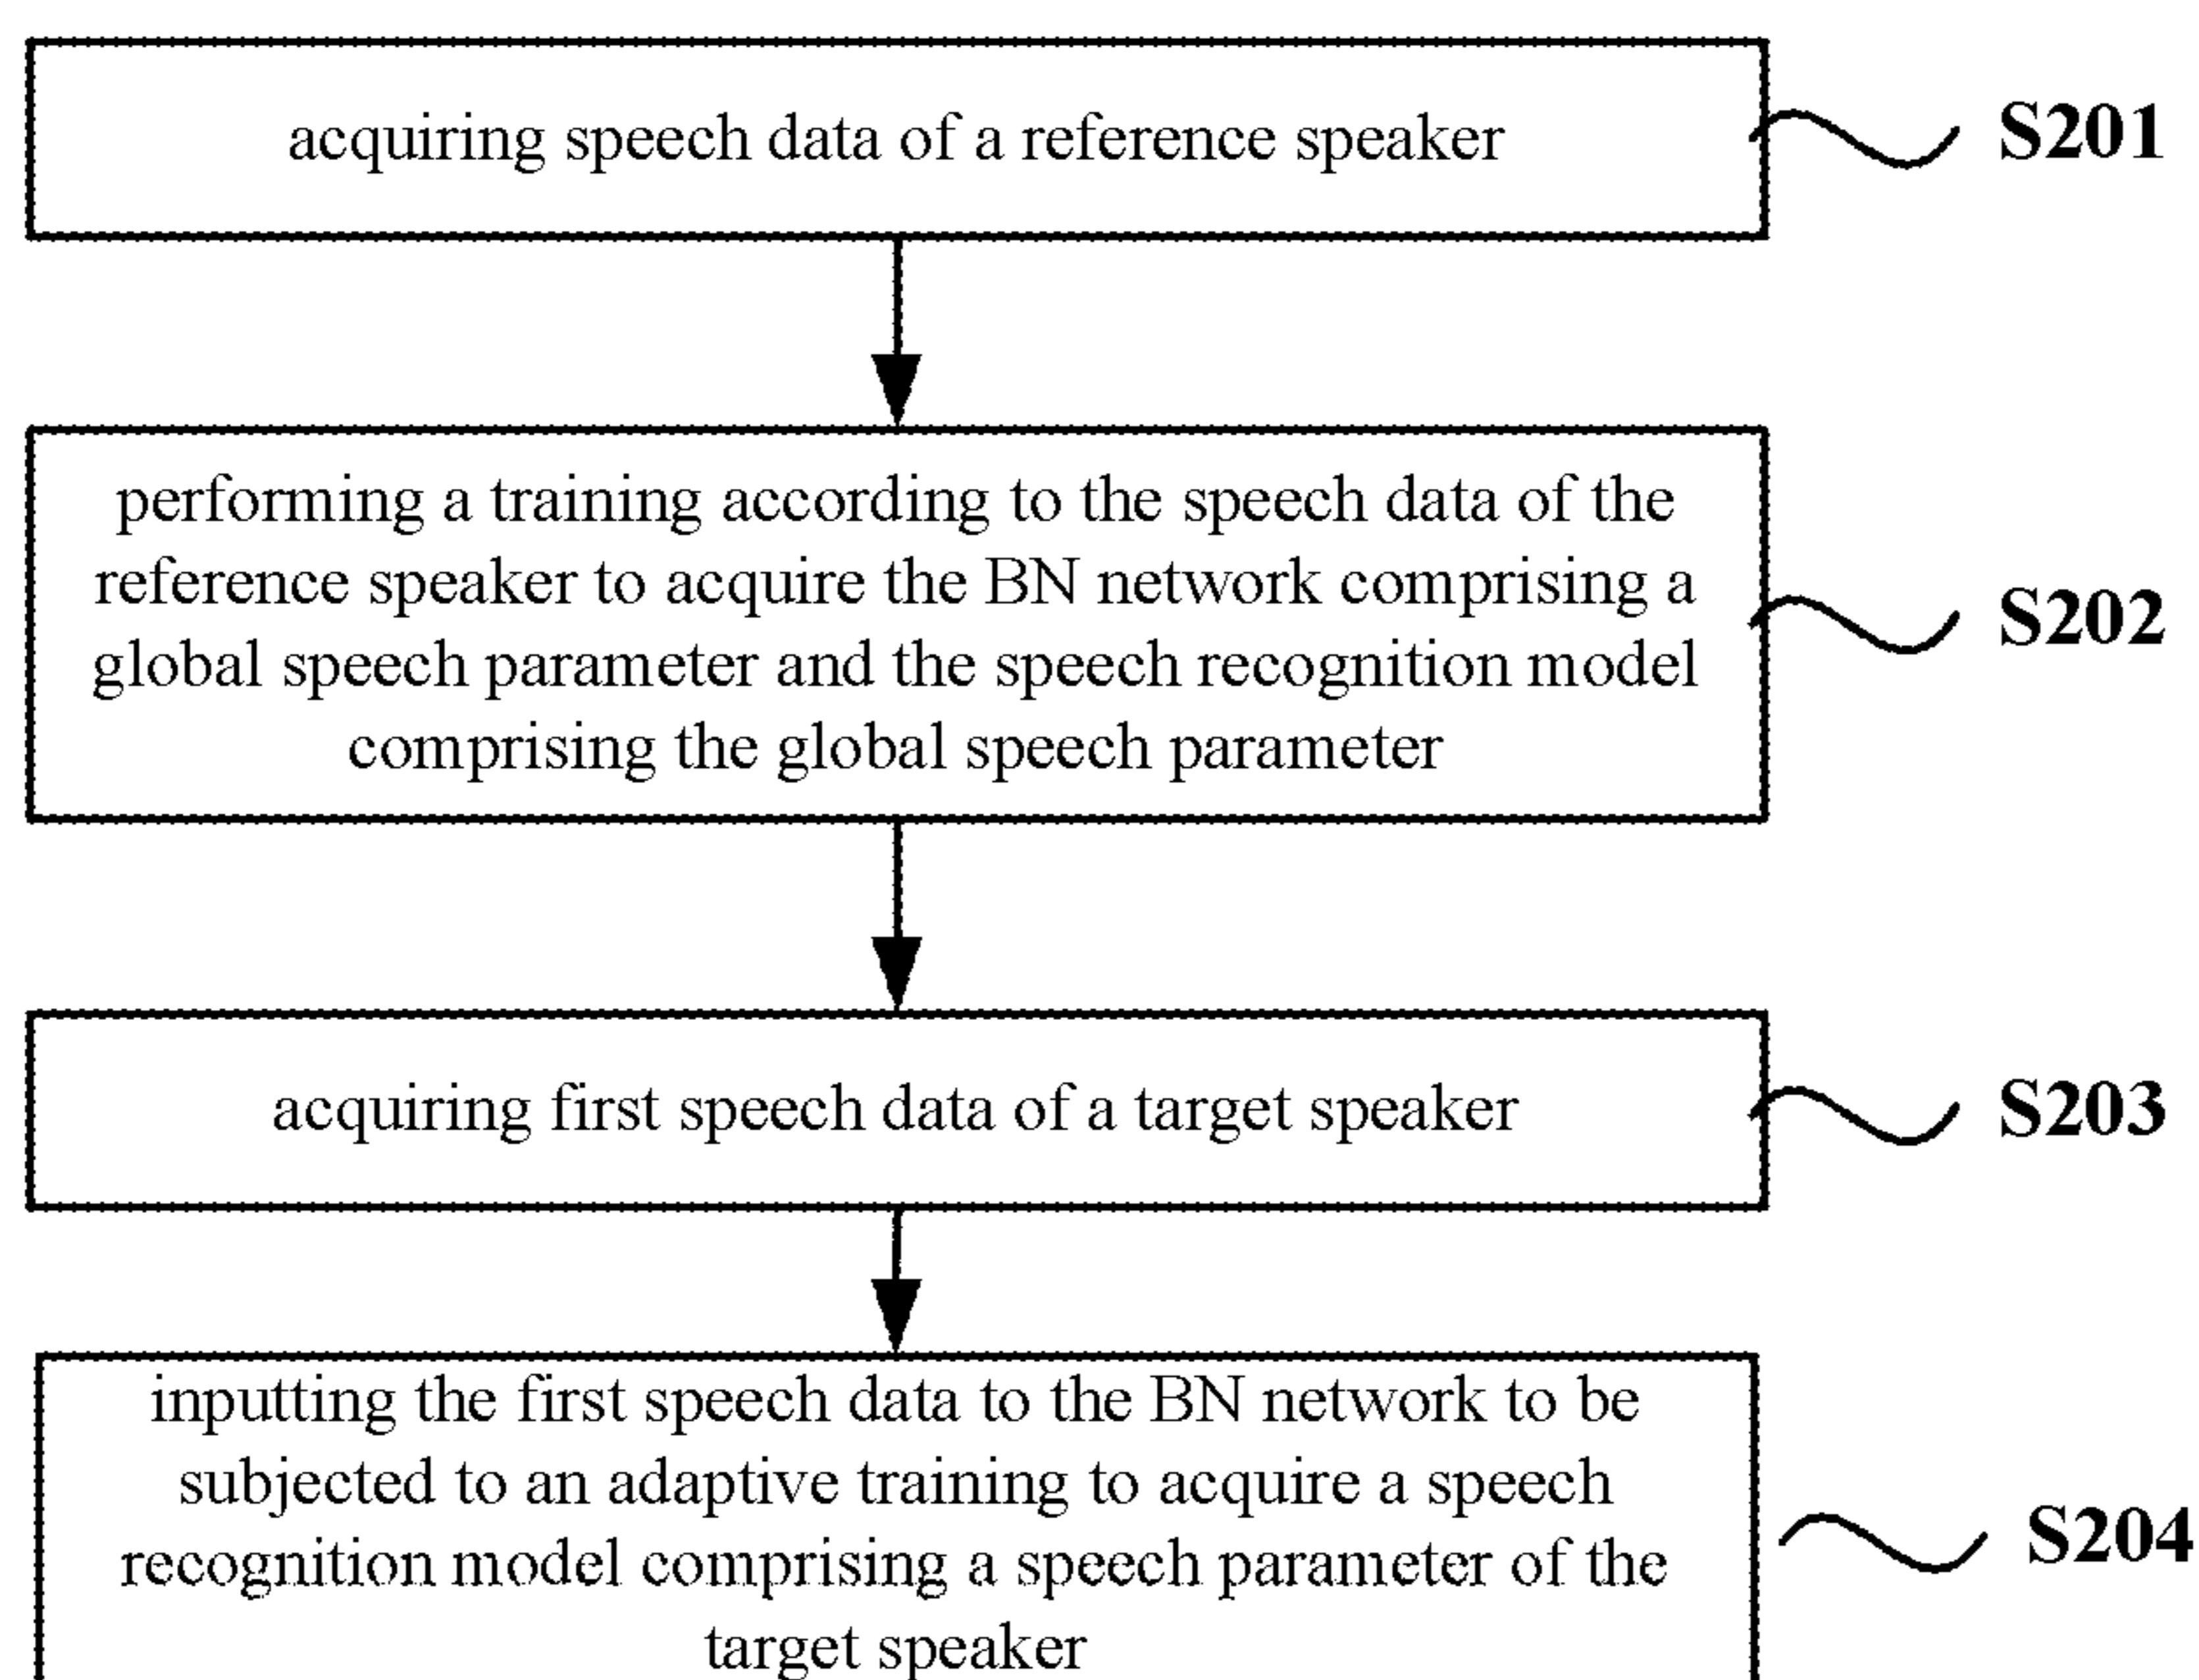 acquiring speech data of a reference speaker
S201
performing a training according to the speech data of the
reference speaker to acquire the BN network comprising a
global speech parameter and the speech recognition model
comprising the global speech parameter
S202
acquiring first speech data of a target speaker
S203
inputting the first speech data to the BN network to be
subjected to an adaptive training to acquire a speech
recognition model comprising a speech parameter of the
target speaker
S204